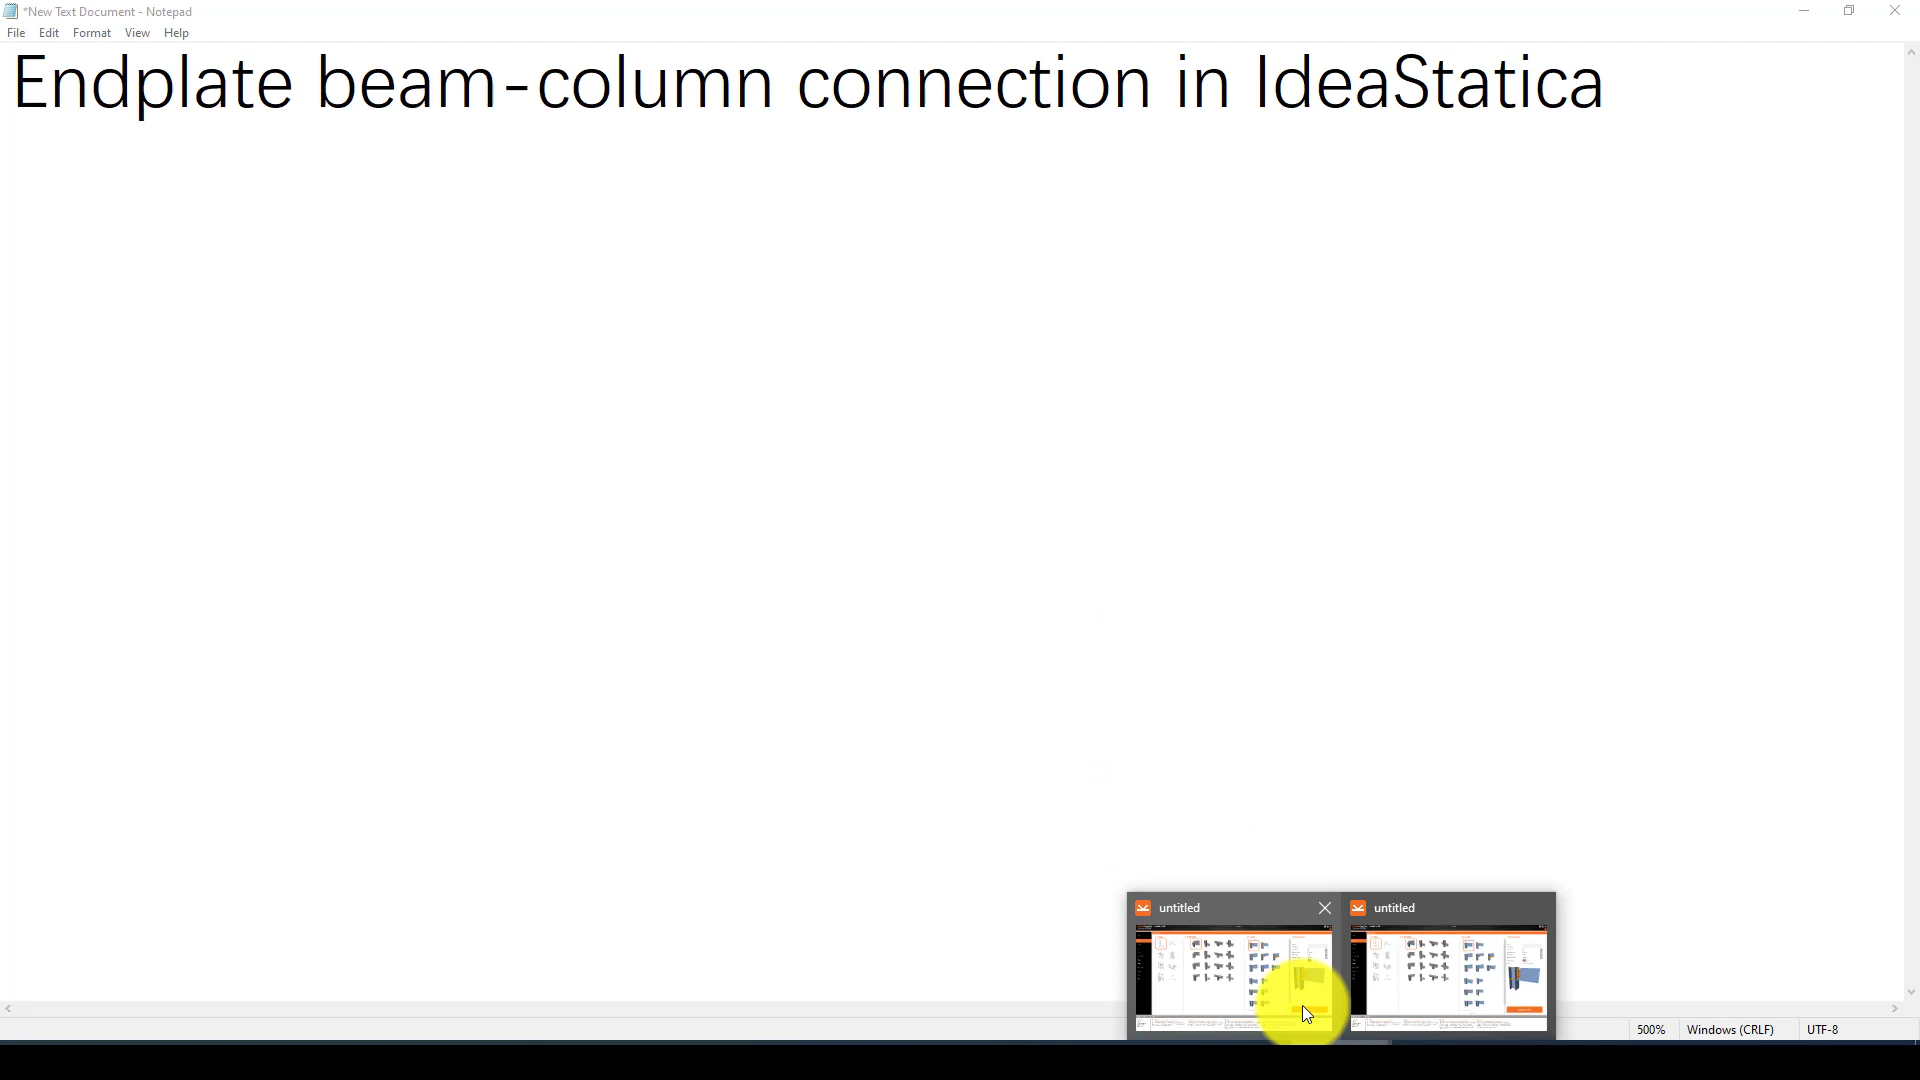 *New Text Document - Notepad
File Edit Format View Help
Endplate beam-column connection in IdeaStatica
untitled
untitled
500% Windows (CRLF) UTF-8